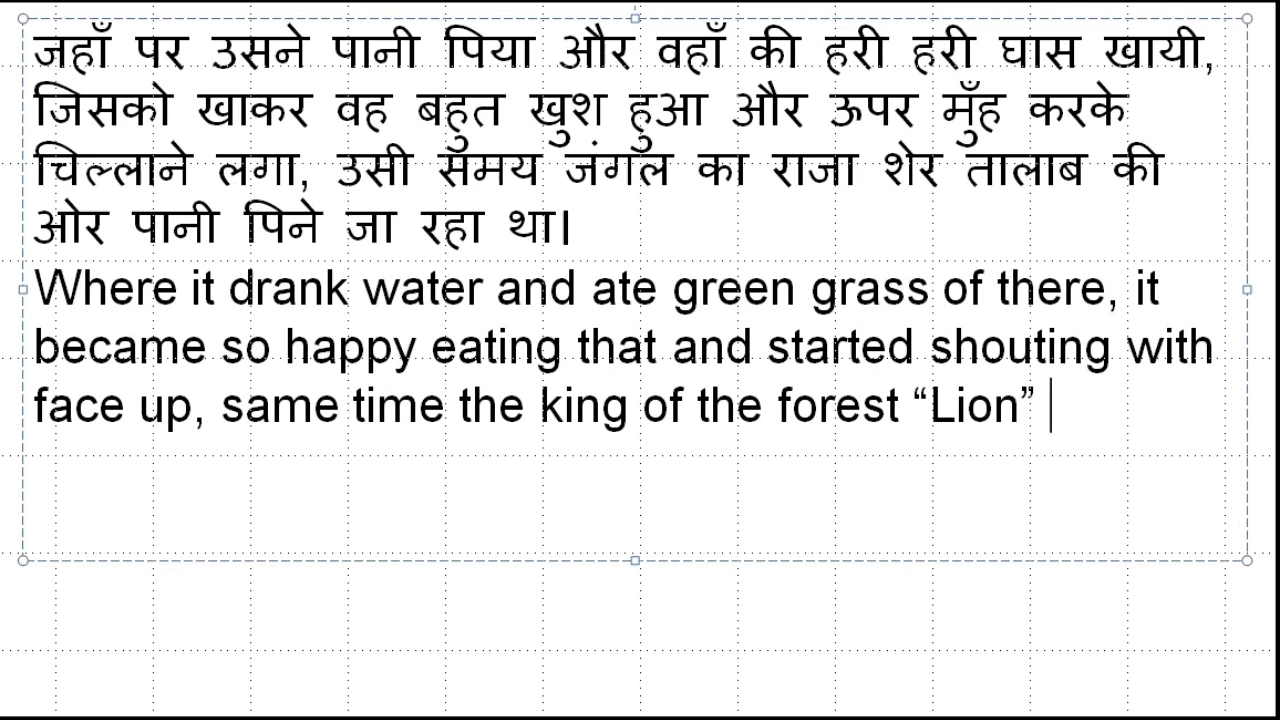 जहाँ पर उसने पानी पिया और वहाँ की हरी हरी घास खायी,
जिसको खाकर वह बहुत खुश हुआ और ऊपर मुँह करके
चिल्लाने लगा, उसी समय जंगल का राजा शेर तालाब की
ओर पानी पिने जा रहा था।
Where it drank water and ate green grass of there, it
became so happy eating that and started shouting with
face up, same time the king of the forest “Lion”